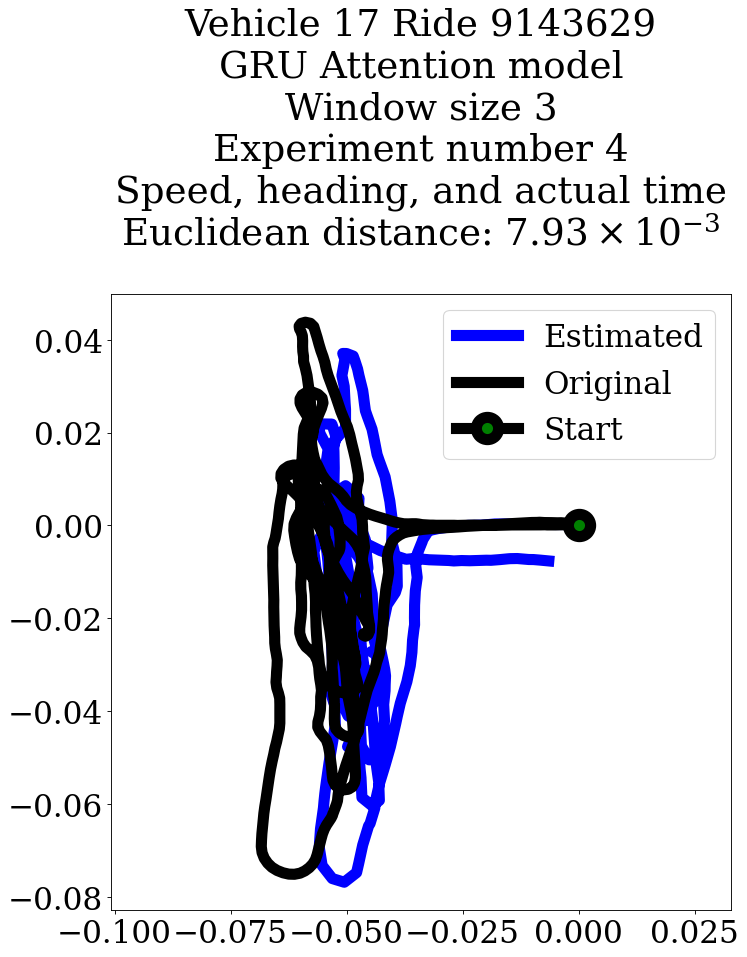 Vehicle 17 Ride 9143629
GRU Attention model
Window size 3
Experiment number 4
Speed, heading, and actual time
Euclidean distance: 7.93 × 10⁻³
Estimated
Original
Start
0.04
0.02
0.00
−0.02
−0.04
−0.06
−0.08
−0.100 −0.075 −0.050 −0.025 0.000 0.025